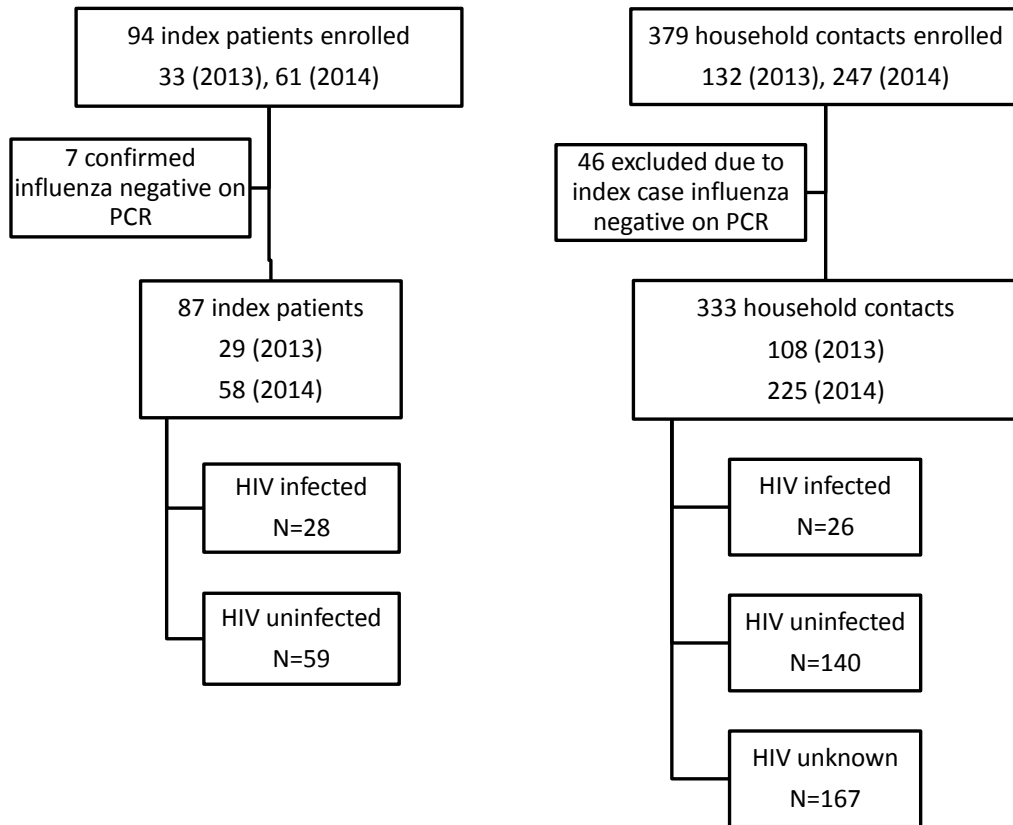 94 index patients enrolled
33 (2013), 61 (2014)
7 confirmed
influenza negative on
PCR
87 index patients
29 (2013)
58 (2014)
HIV infected
N=28
HIV uninfected
N=59
379 household contacts enrolled
132 (2013), 247 (2014)
46 excluded due to
index case influenza
negative on PCR
333 household contacts
108 (2013)
225 (2014)
HIV infected
N=26
HIV uninfected
N=140
HIV unknown
N=167